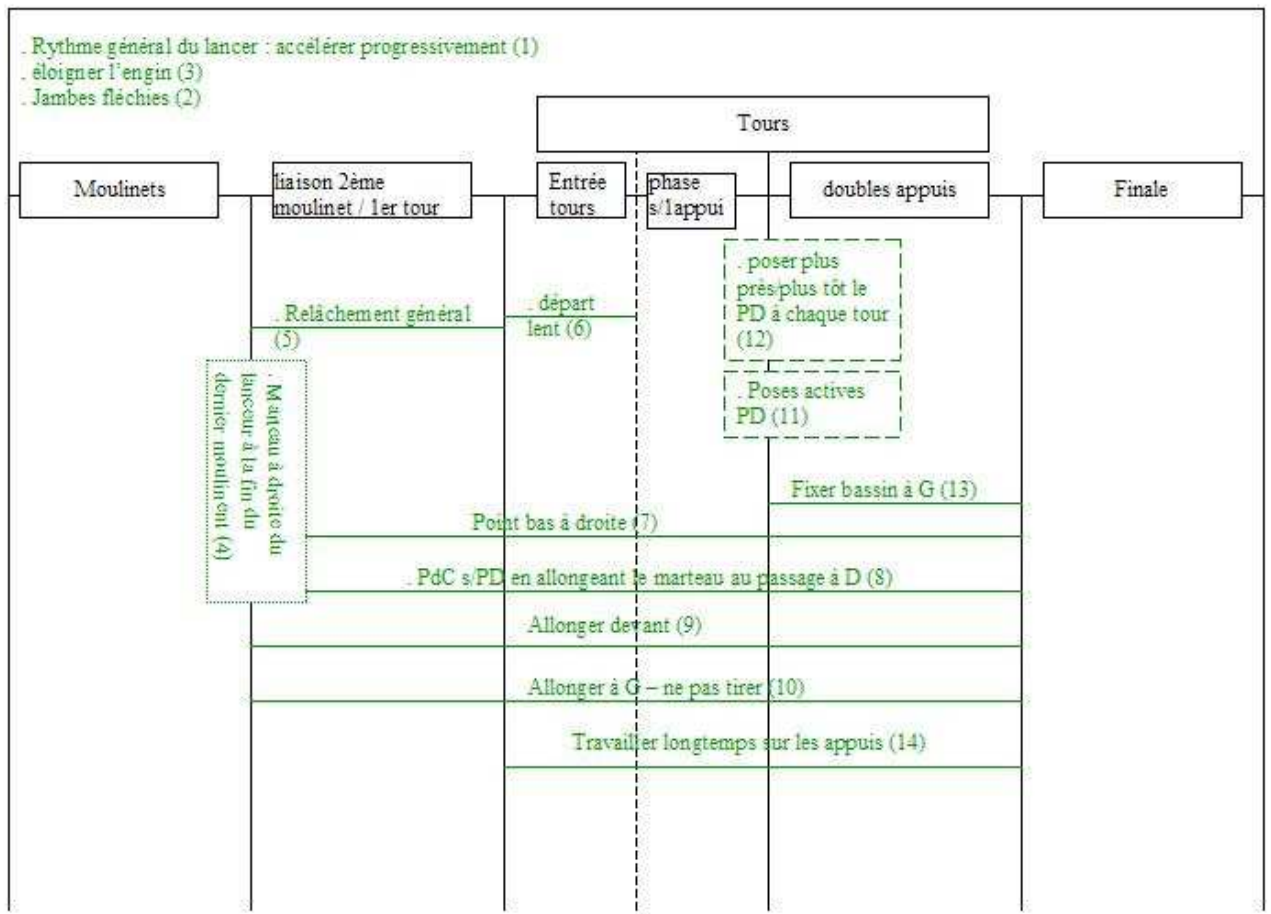 . Rythme général du lancer : accélérer progressivement (1)
. éloigner l'engin (3)
. Jambes fléchies (2)
Tours
Moulinets
liaison 2ème
moulinet / 1er tour
Entrée
tours
phase
s/1appui
doubles appuis
Finale
. poser plus
près/plus tôt le
PD à chaque tour
(12)
. Relâchement général
(5)
. départ
lent (6)
. Poses actives
PD (11)
. Marteau à droite du
lanceur à la fin du
dernier moulinent (4)
Fixer bassin à G (13)
Point bas à droite (7)
. PdC s/PD en allongeant le marteau au passage à D (8)
Allonger devant (9)
Allonger à G – ne pas tirer (10)
Travailler longtemps sur les appuis (14)